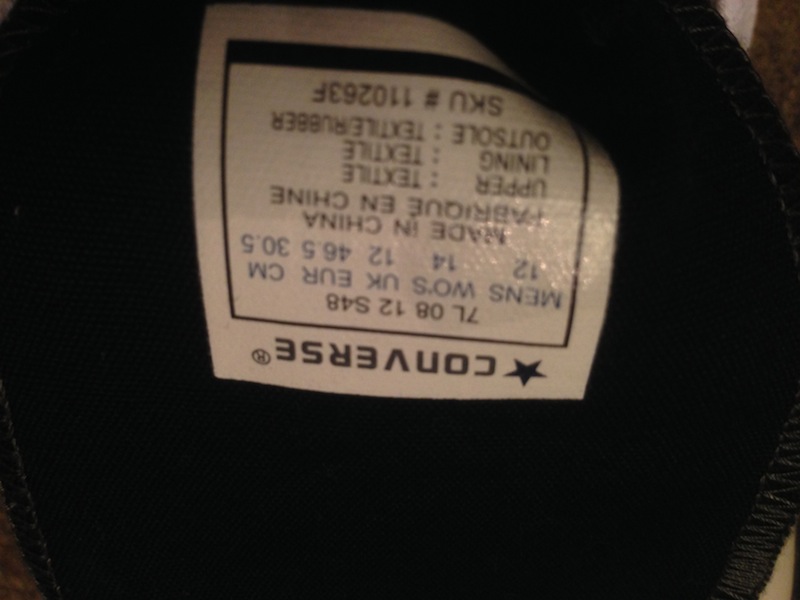 ★CONVERSE®
7L 08 12 S48
MENS WO'S UK EUR CM
12 14 12 46.5 30.5
MADE IN CHINA
FABRIQUE EN CHINE
UPPER : TEXTILE
LINING : TEXTILE
OUTSOLE : TEXTILE/RUBBER
SKU # 110263F